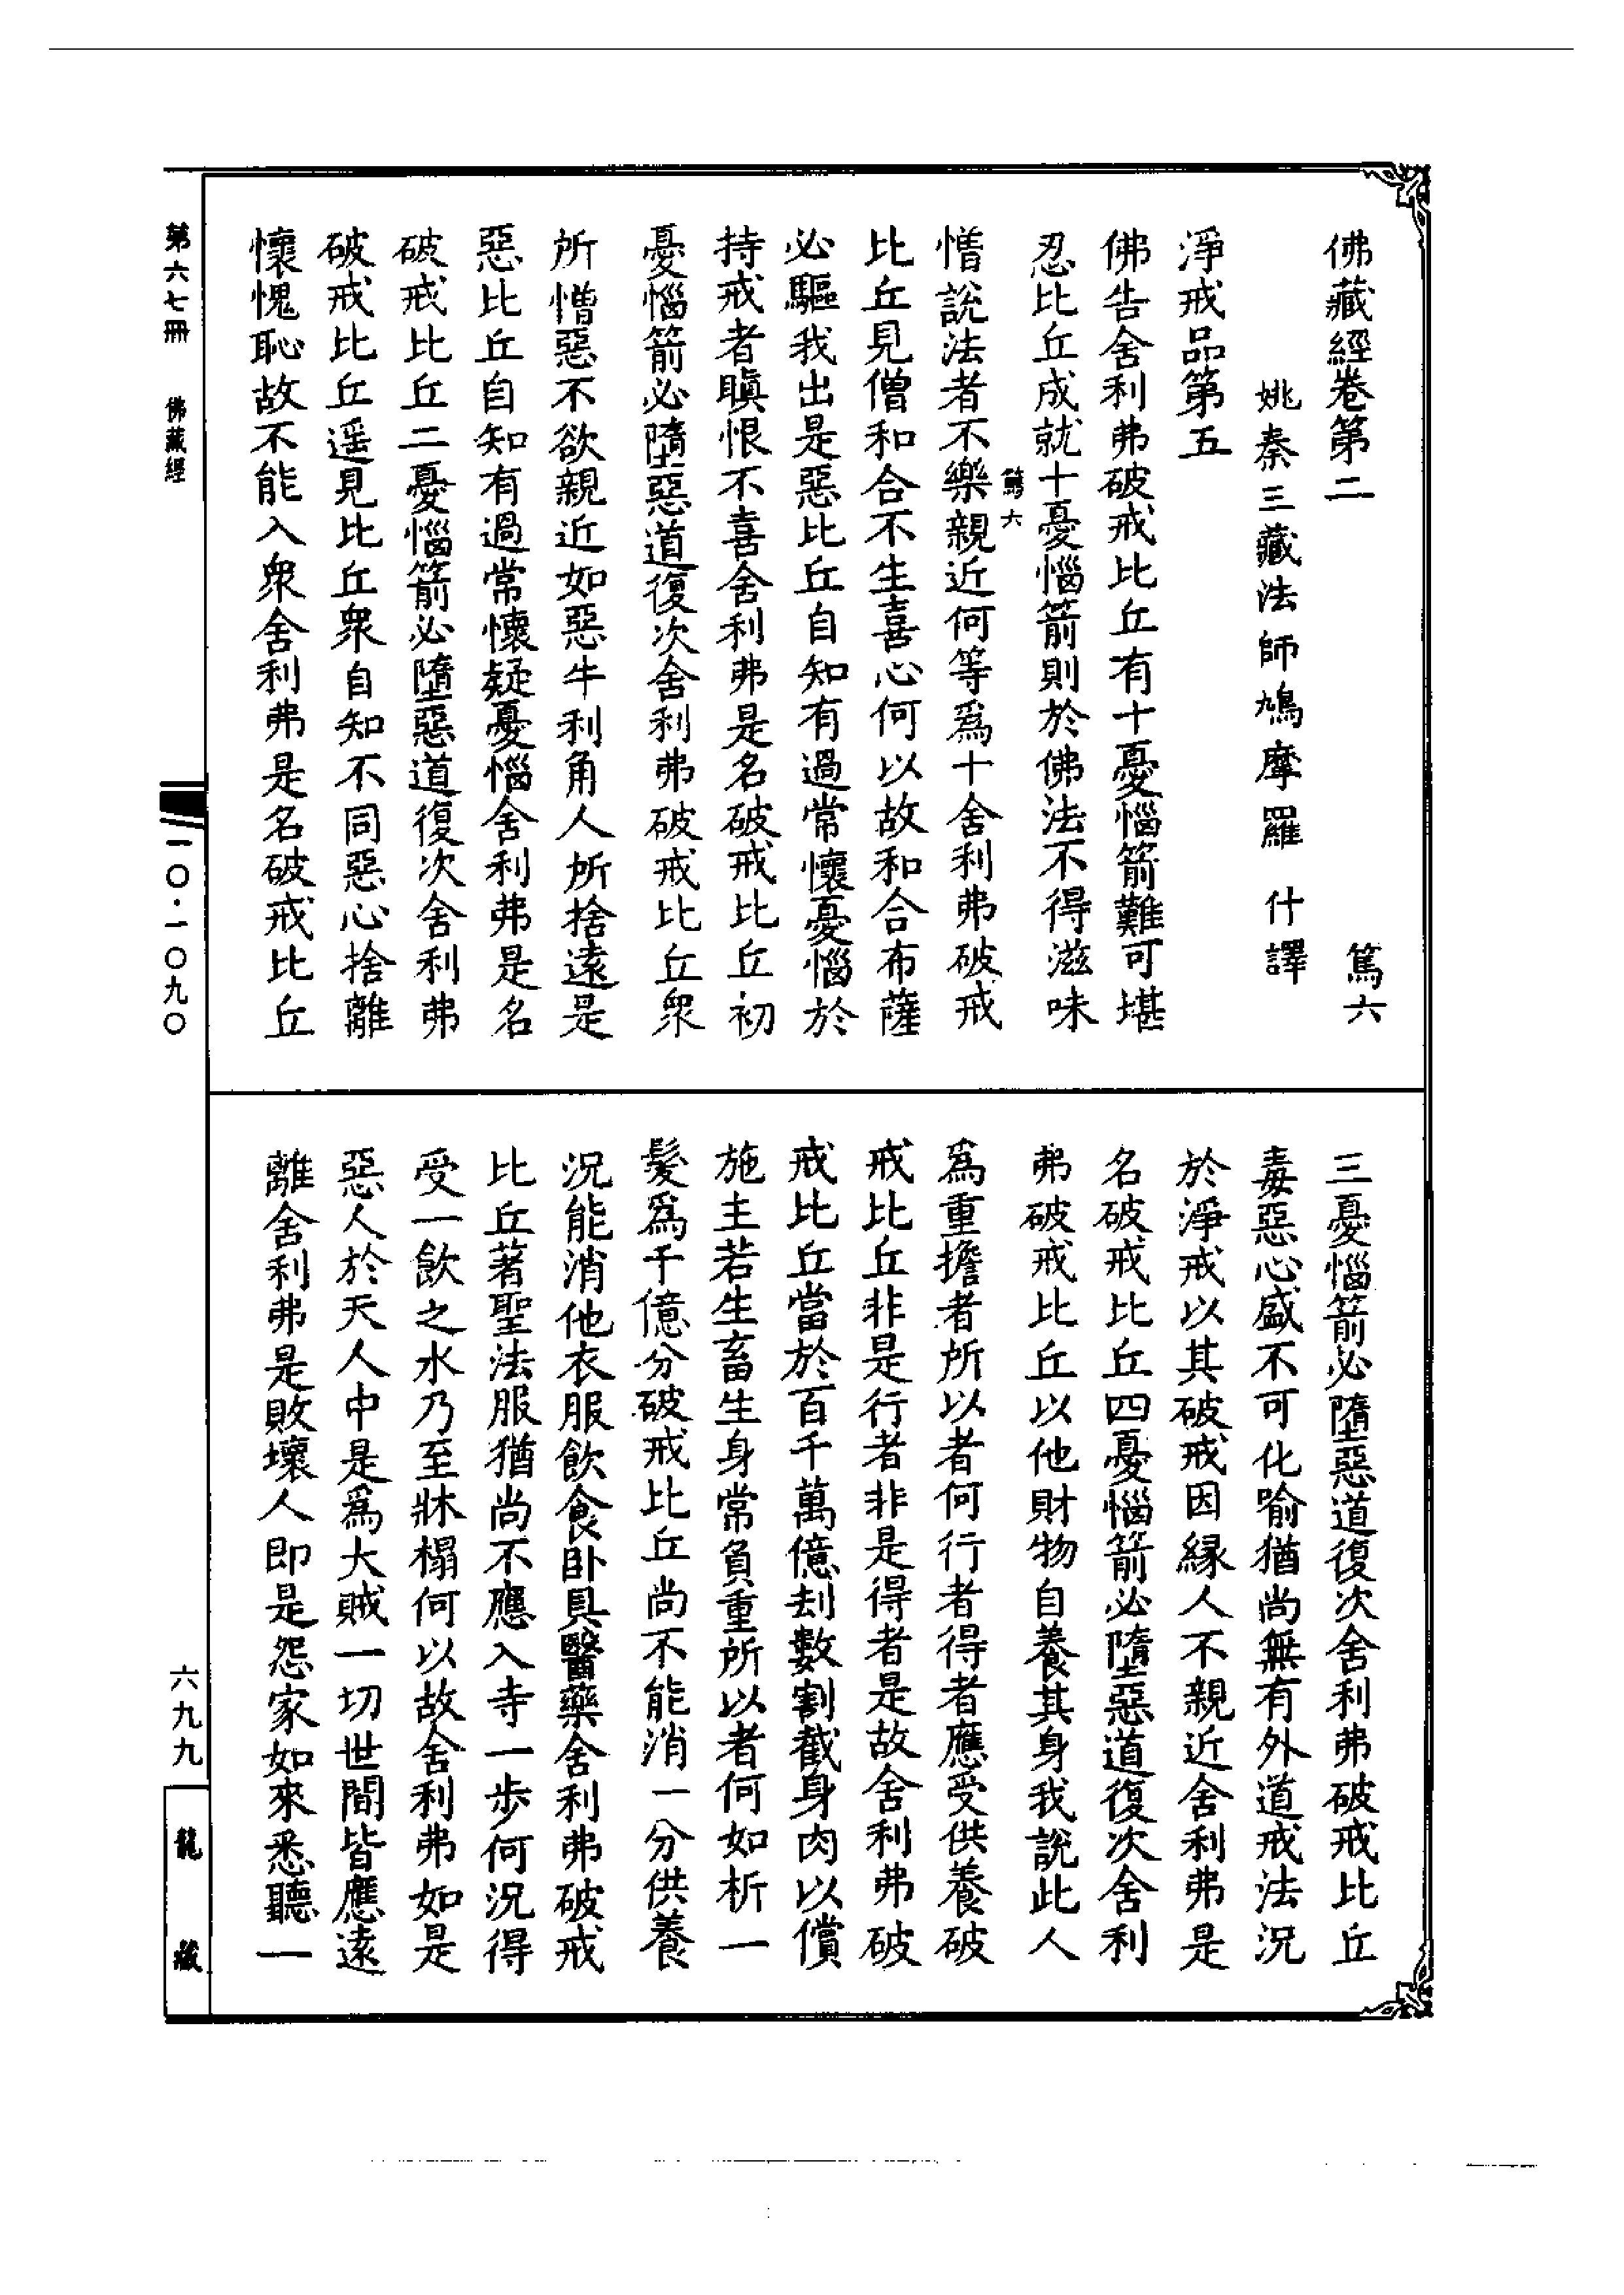 佛藏經卷第二
篤六
姚秦三藏法師鳩摩羅什譯
淨戒品第五
佛告舍利弗破戒比丘有十憂惱箭難可堪
忍比丘成就十憂惱箭則於佛法不得滋味
篤六
憎說法者不樂親近何等爲十舍利弗破戒
比丘見僧和合不生喜心何以故和合布薩
必驅我出是惡比丘自知有過常懷憂惱於
持戒者瞋恨不喜舍利弗是名破戒比丘初
憂惱箭必墮惡道復次舍利弗破戒比丘衆
所憎惡不欲親近如惡牛利角人所捨遠是
惡比丘自知有過常懷疑憂惱舍利弗是名
破戒比丘二憂惱箭必墮惡道復次舍利弗
破戒比丘遥見比丘衆自知不同惡心捨離
懷愧恥故不能入衆舍利弗是名破戒比丘
三憂惱箭必墮惡道復次舍利弗破戒比丘
毒惡心盛不可化喻猶尚無有外道戒法況
於淨戒以其破戒因緣人不親近舍利弗是
名破戒比丘四憂惱箭必墮惡道復次舍利
弗破戒比丘以他財物自養其身我說此人
爲重擔者所以者何行者得者應受供養破
戒比丘非是行者非是得者是故舍利弗破
戒比丘當於百千萬億刦數割截身肉以償
施主若生畜生身常負重所以者何如析一
髮爲千億分破戒比丘尚不能消一分供養
況能消他衣服飲食卧具醫藥舍利弗破戒
比丘著聖法服猶尚不應入寺一步何況得
受一飲之水乃至牀榻何以故舍利弗如是
惡人於天人中是爲大賊一切世間皆應遠
離舍利弗是敗壞人即是怨家如來悉聽一
第六七冊
佛藏經
一〇·一〇九〇
六九九
龍藏